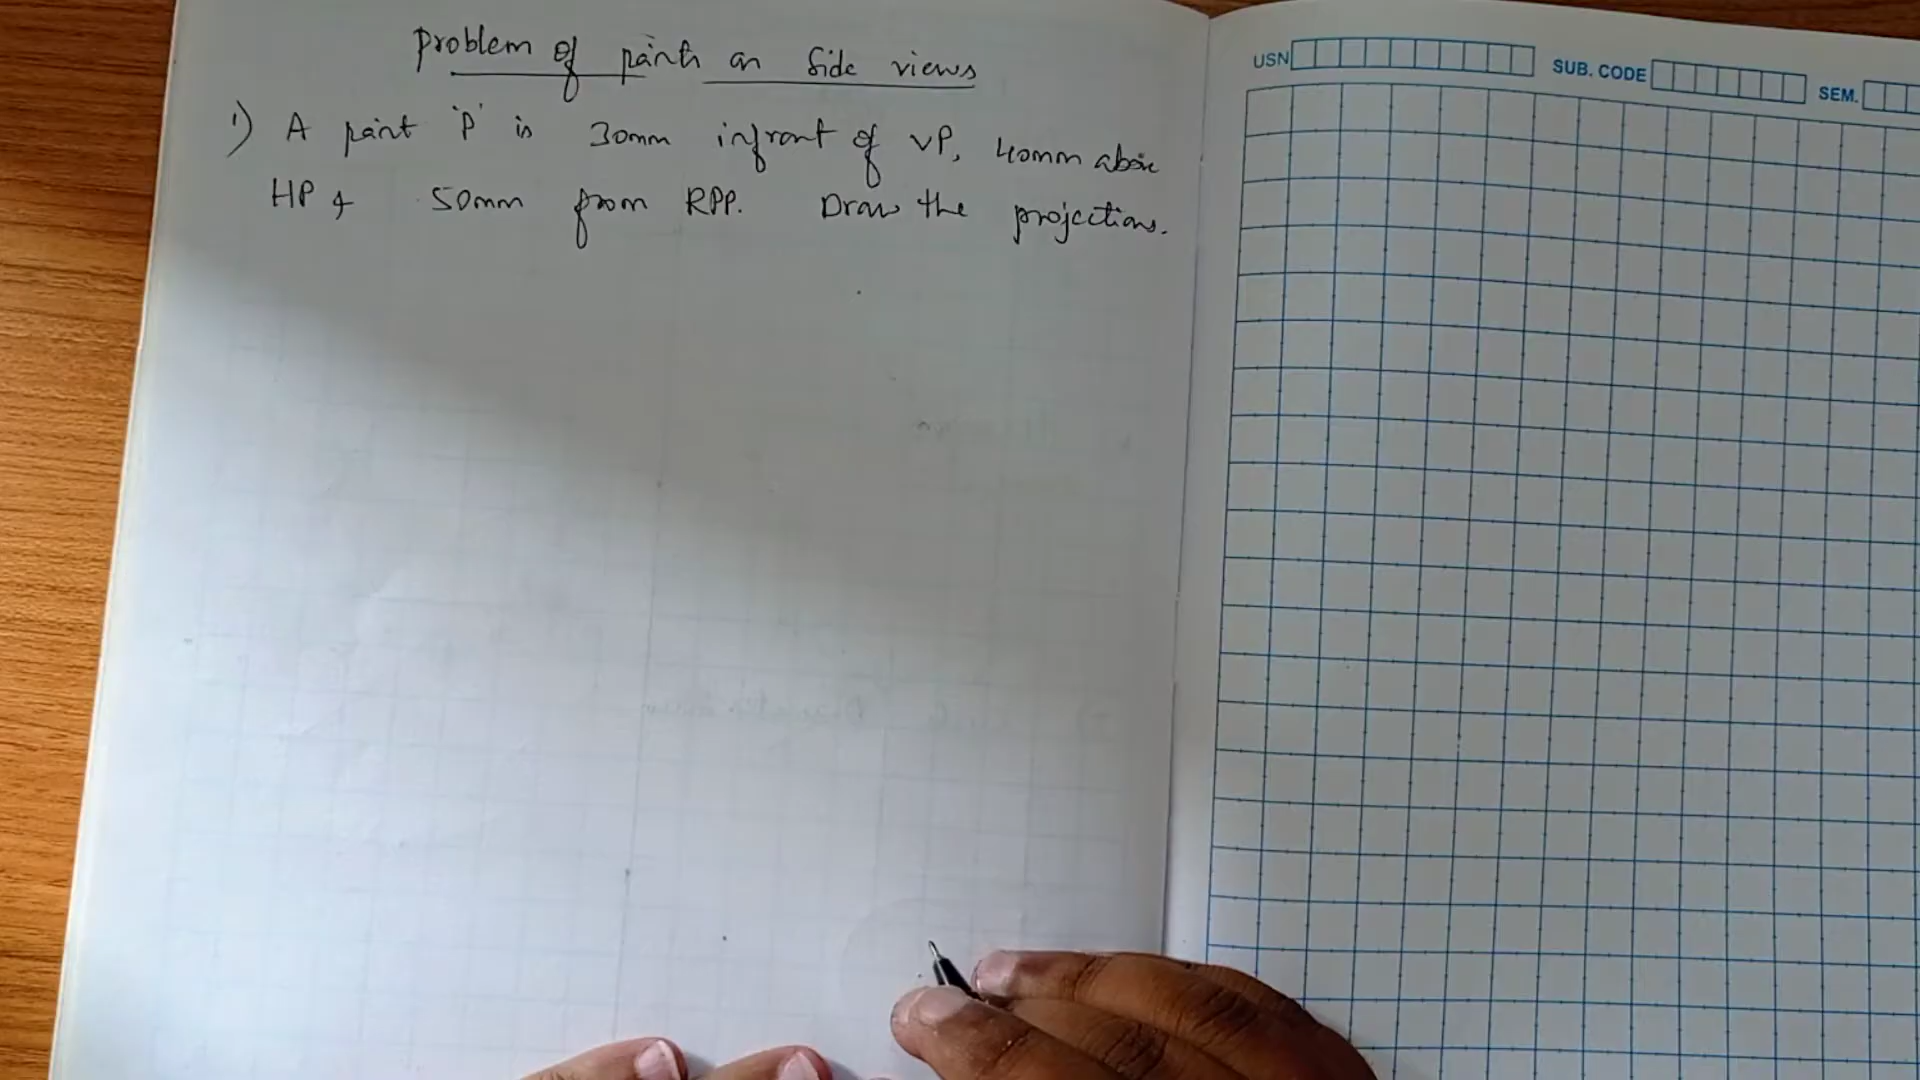 Problem of points on Side views
1) A point 'P' is 30mm infront of VP, 40mm above
HP & 50mm from RPP. Draw the projections.
USN
SUB. CODE
SEM.